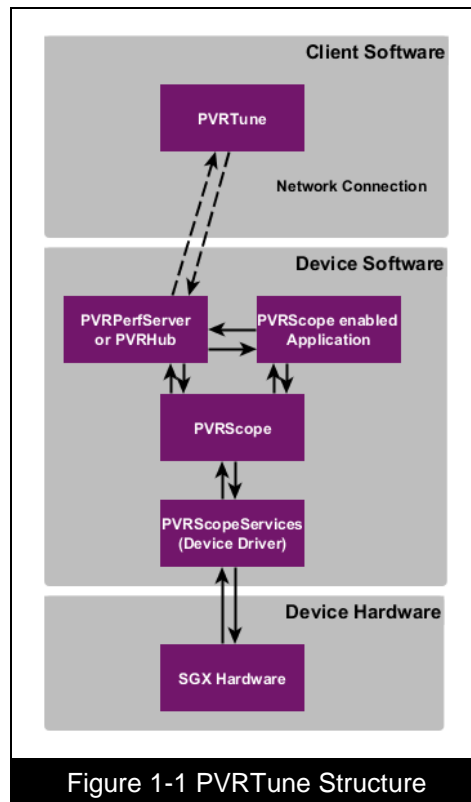 Client Software
PVRTune
Network Connection
Device Software
PVRPerfServer
or PVRHub
PVRScope enabled
Application
PVRScope
PVRScopeServices
(Device Driver)
Device Hardware
SGX Hardware
Figure 1-1 PVRTune Structure